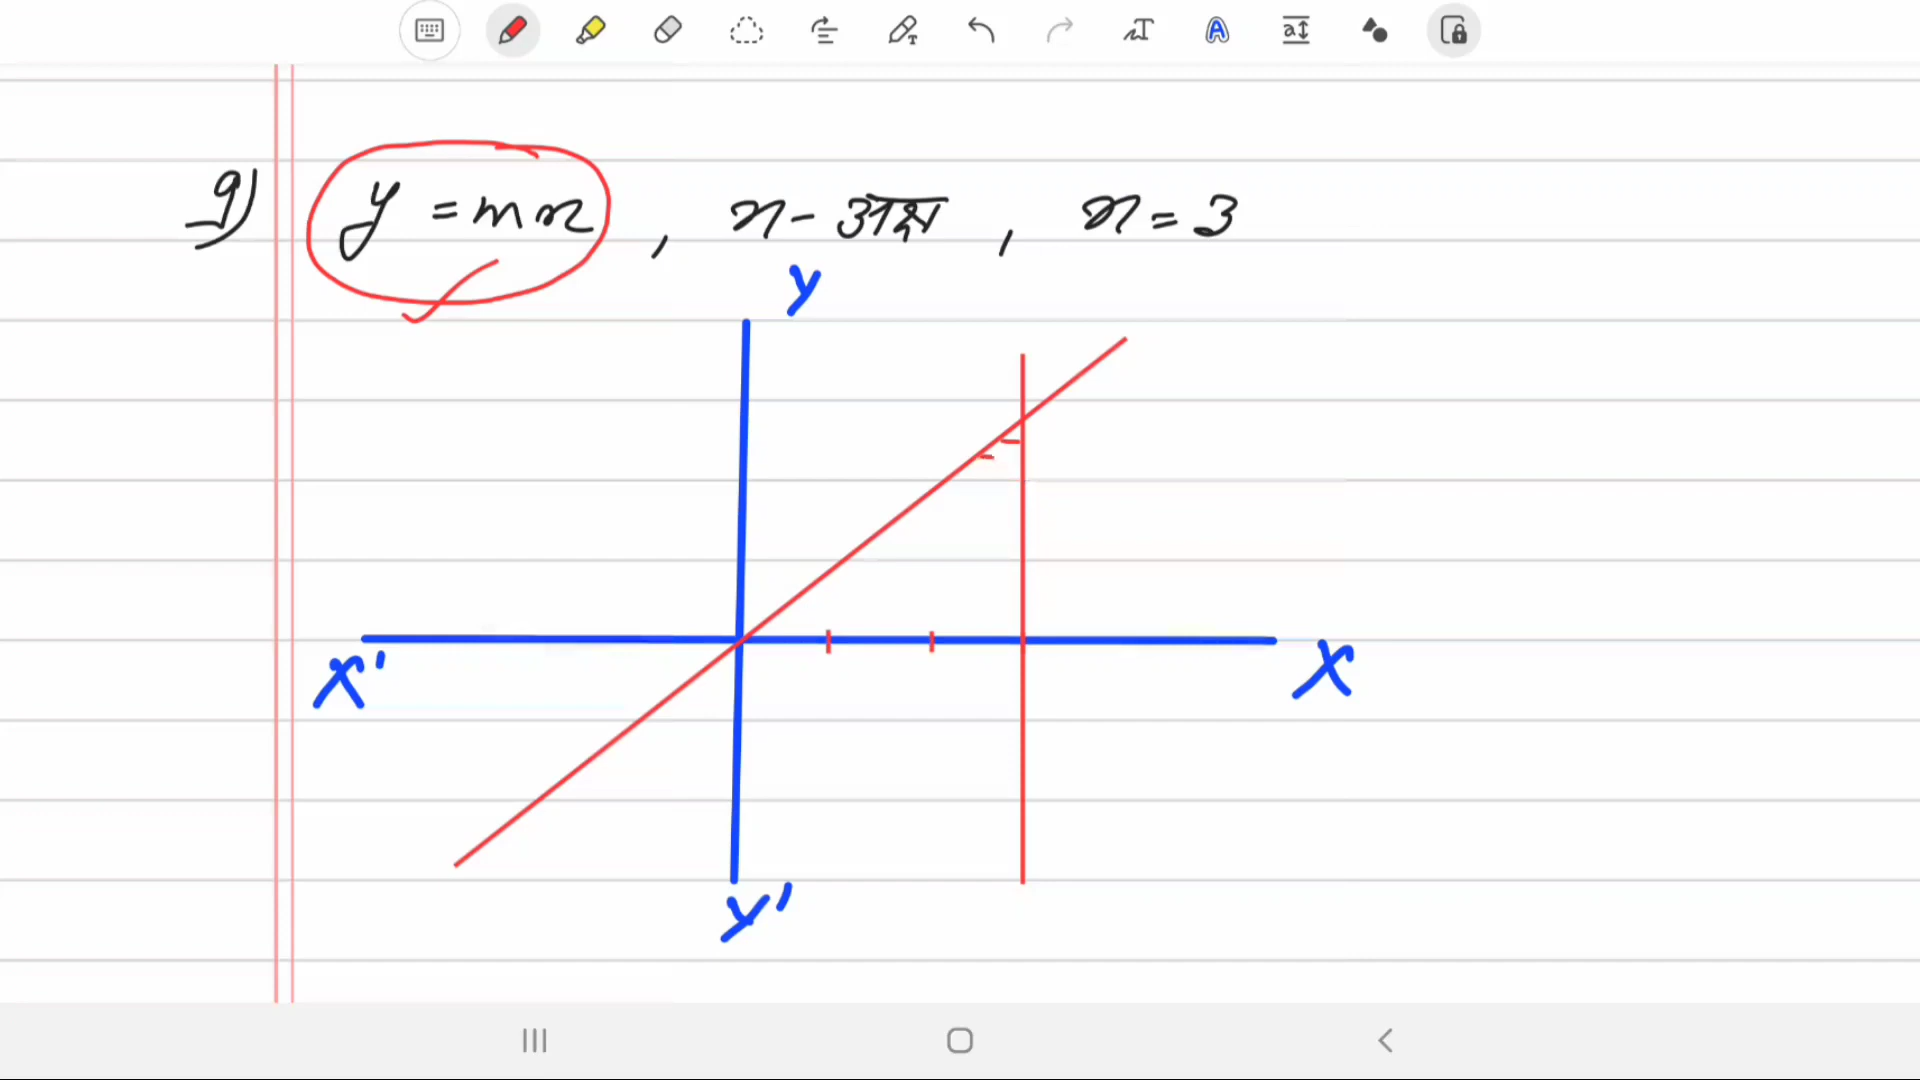 9) y = mx , x - अक्ष , x = 3
Y
X' X
Y'